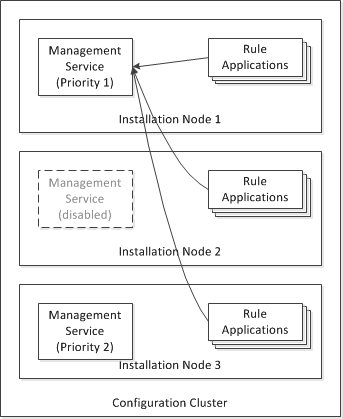 Management
Service
(Priority 1)
Rule
Applications
Installation Node 1
Management
Service
(disabled)
Rule
Applications
Installation Node 2
Management
Service
(Priority 2)
Rule
Applications
Installation Node 3
Configuration Cluster